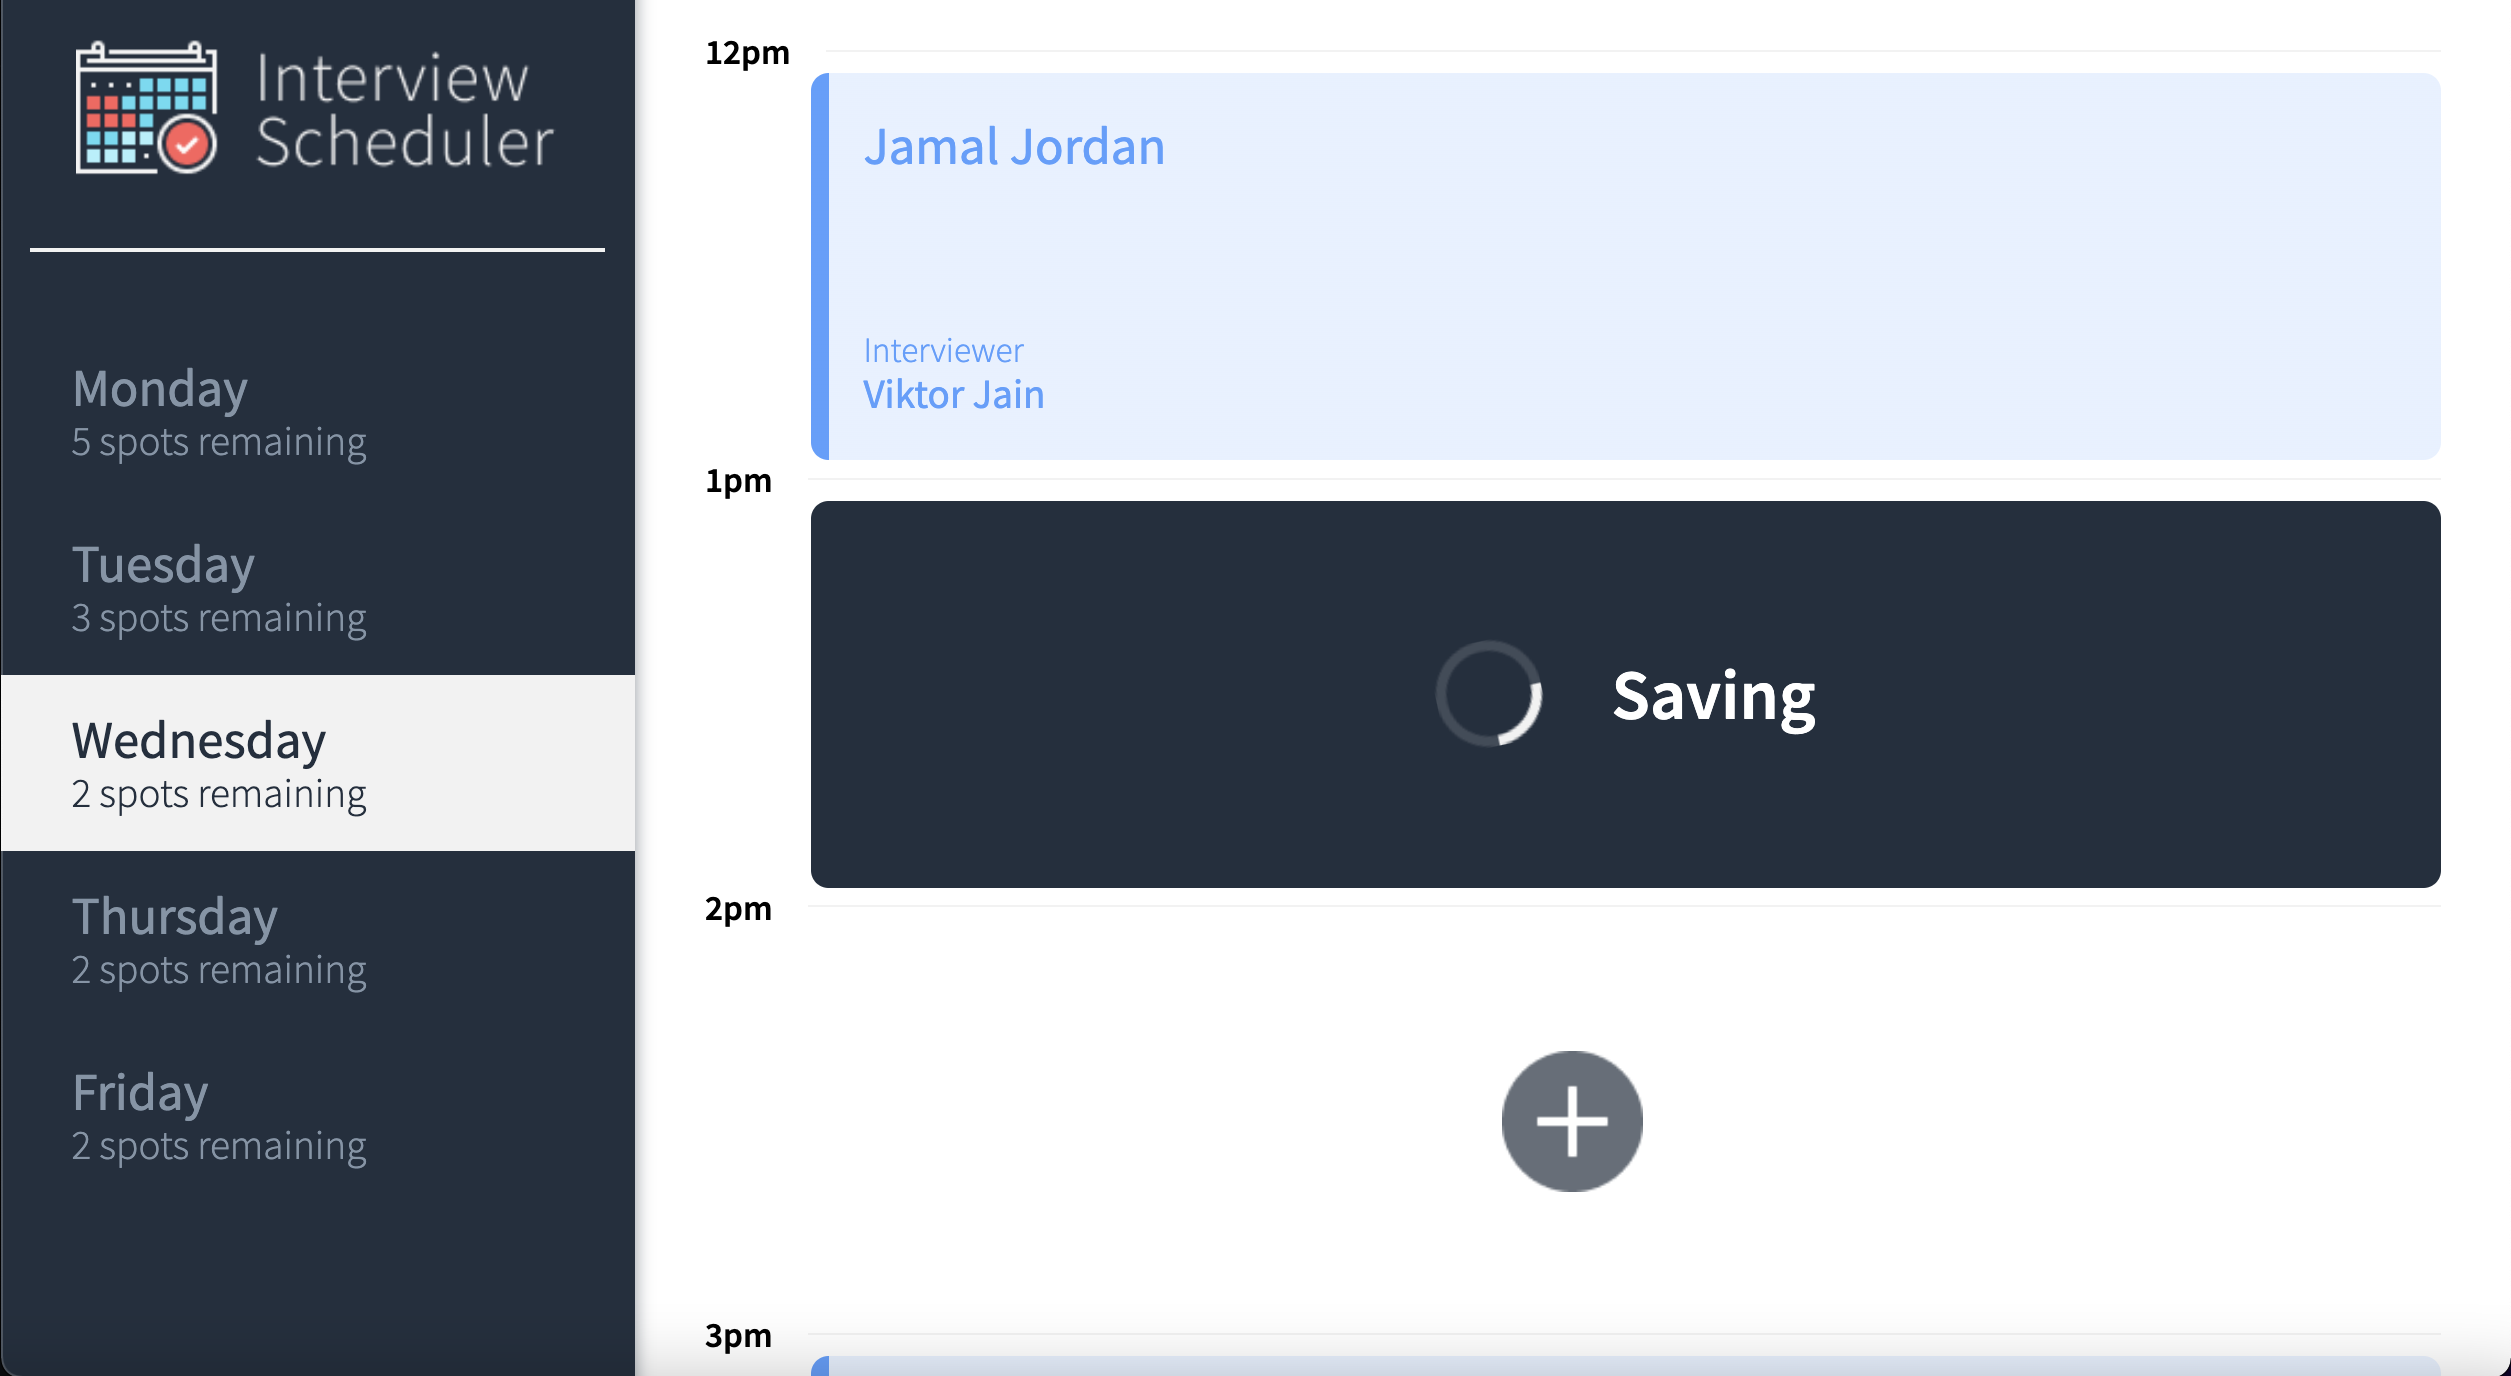 Interview
Scheduler
Monday
5 spots remaining
Tuesday
3 spots remaining
Wednesday
2 spots remaining
Thursday
2 spots remaining
Friday
2 spots remaining
12pm
Jamal Jordan
Interviewer
Viktor Jain
1pm
Saving
2pm
3pm